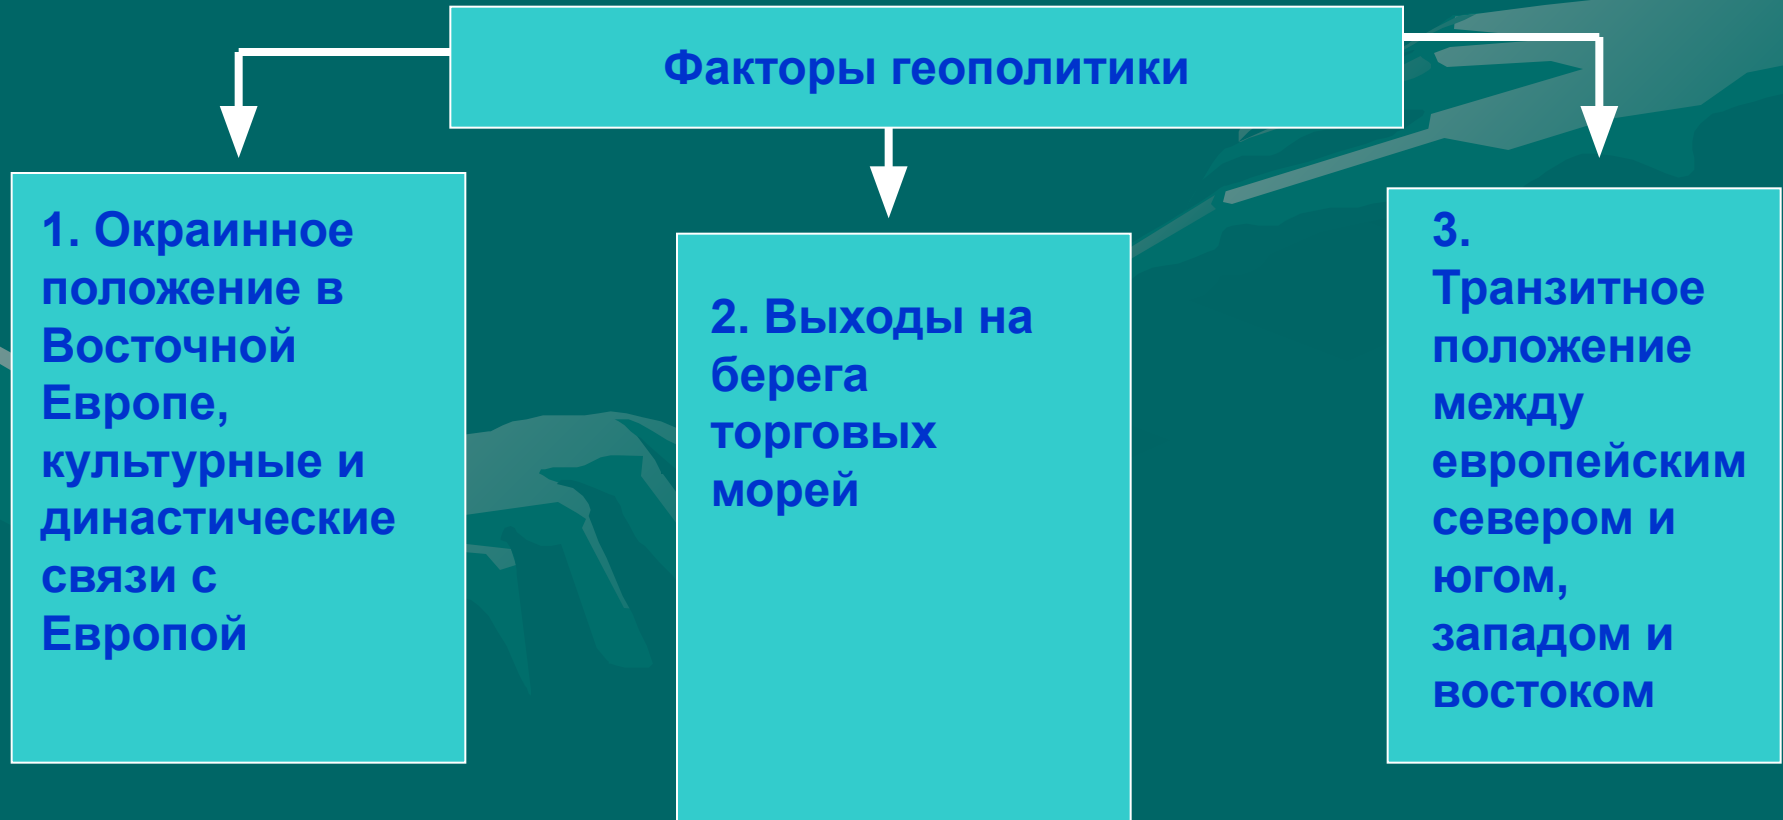 Факторы геополитики
1. Окраинное
положение в
Восточной
Европе,
культурные и
династические
связи с
Европой
2. Выходы на
берега
торговых
морей
3.
Транзитное
положение
между
европейским
севером и
югом,
западом и
востоком